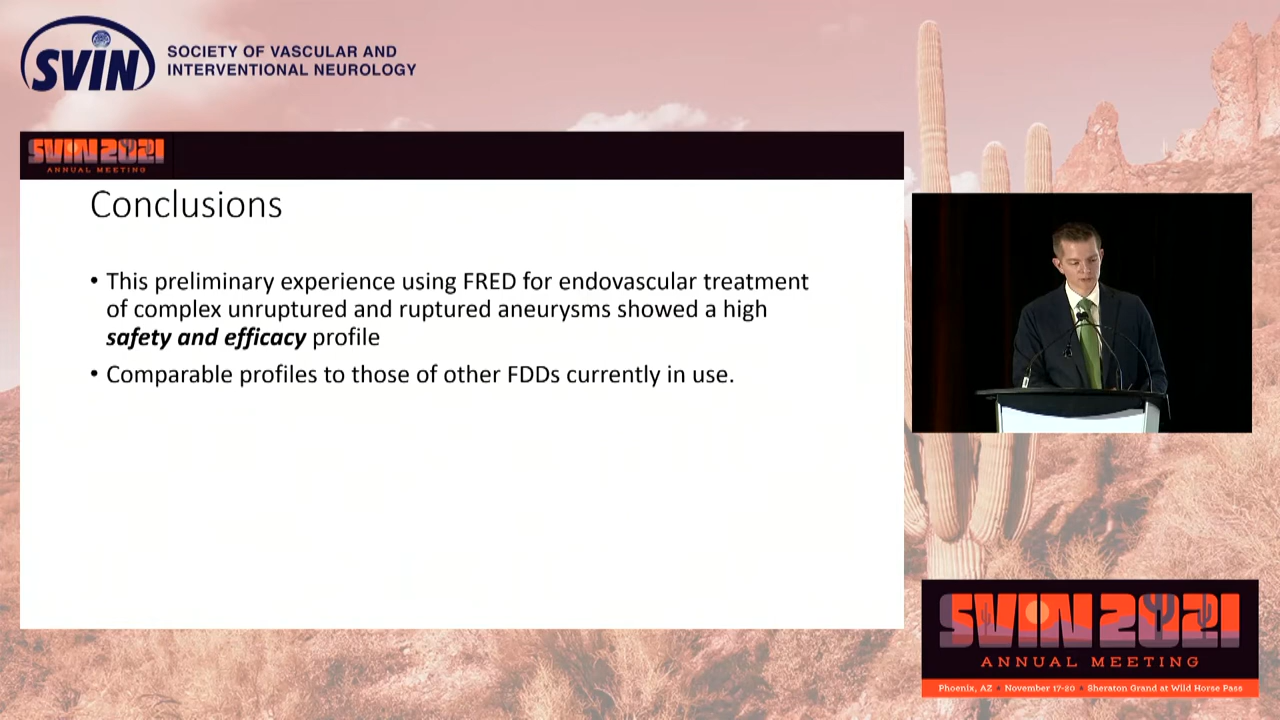 SVIN
SOCIETY OF VASCULAR AND
INTERVENTIONAL NEUROLOGY
SVIN 2021
ANNUAL MEETING
Conclusions
• This preliminary experience using FRED for endovascular treatment
of complex unruptured and ruptured aneurysms showed a high
safety and efficacy profile
• Comparable profiles to those of other FDDs currently in use.
SVIN 2021
ANNUAL MEETING
Phoenix, AZ • November 17-20 • Sheraton Grand at Wild Horse Pass